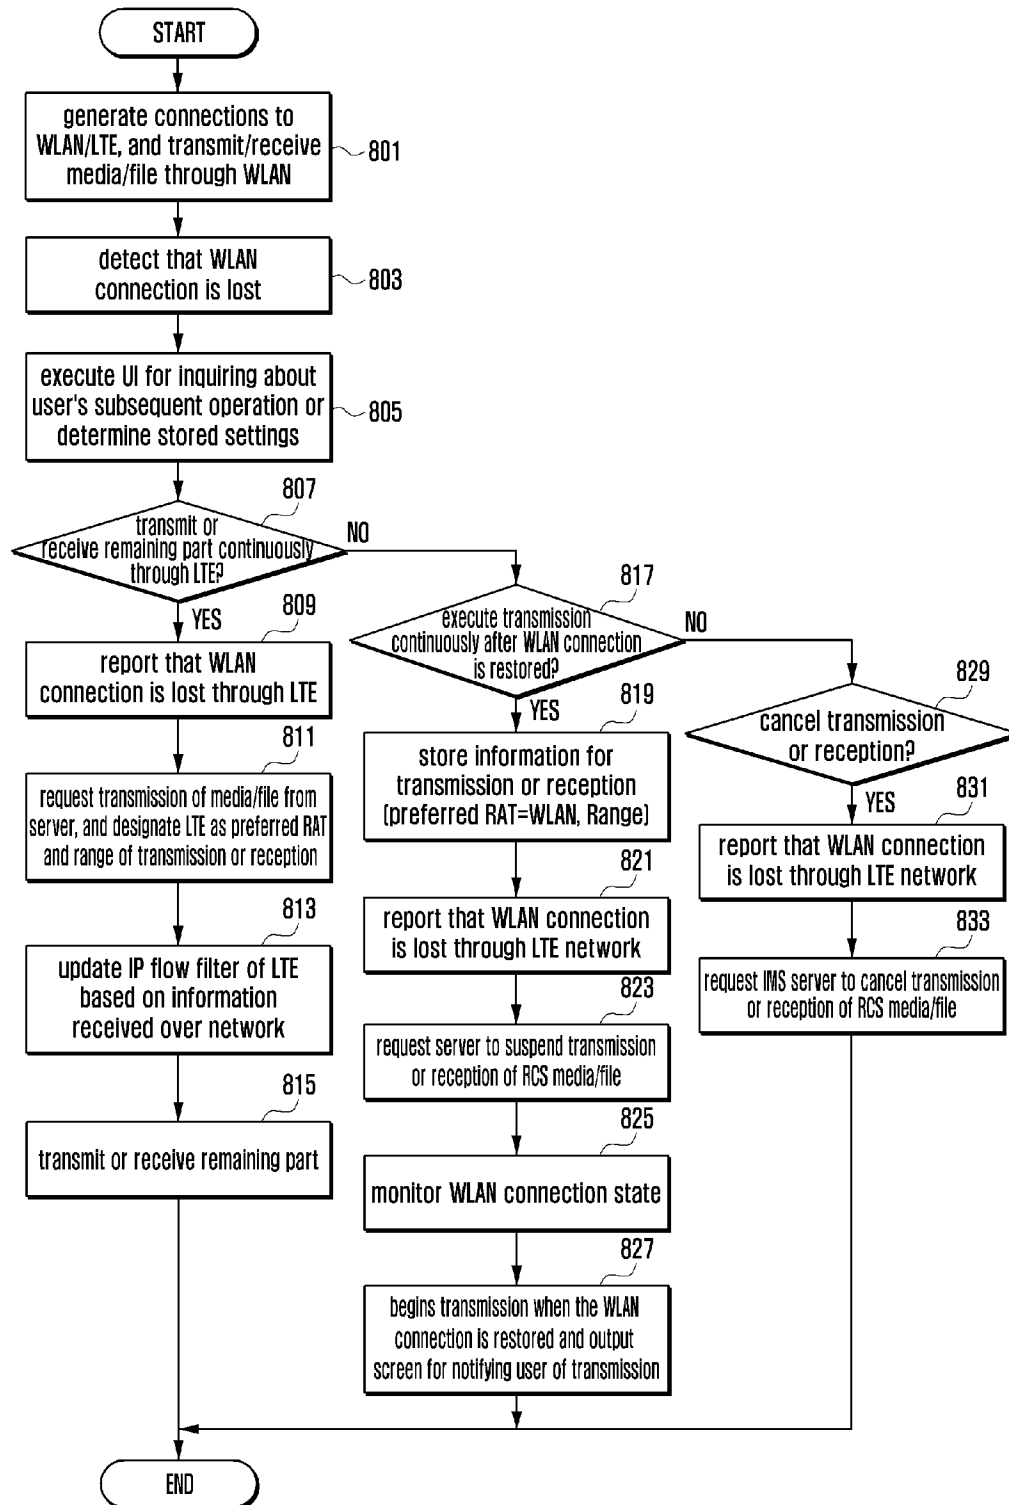 START
generate connections to
WLAN/LTE, and transmit/receive
media/file through WLAN
801
detect that WLAN
connection is lost
803
execute UI for inquiring about
user's subsequent operation or
determine stored settings
805
807
transmit or
receive remaining part continuously
through LTE?
NO
YES
809
report that WLAN
connection is lost through LTE
811
request transmission of media/file from
server, and designate LTE as preferred RAT
and range of transmission or reception
813
update IP flow filter of LTE
based on information
received over network
815
transmit or receive remaining part
817
execute transmission
continuously after WLAN connection
is restored?
NO
YES
819
store information for
transmission or reception
(preferred RAT=WLAN, Range)
821
report that WLAN connection
is lost through LTE network
823
request server to suspend transmission
or reception of RCS media/file
825
monitor WLAN connection state
827
begins transmission when the WLAN
connection is restored and output
screen for notifying user of transmission
829
cancel transmission
or reception?
YES
831
report that WLAN connection
is lost through LTE network
833
request IMS server to cancel transmission
or reception of RCS media/file
END